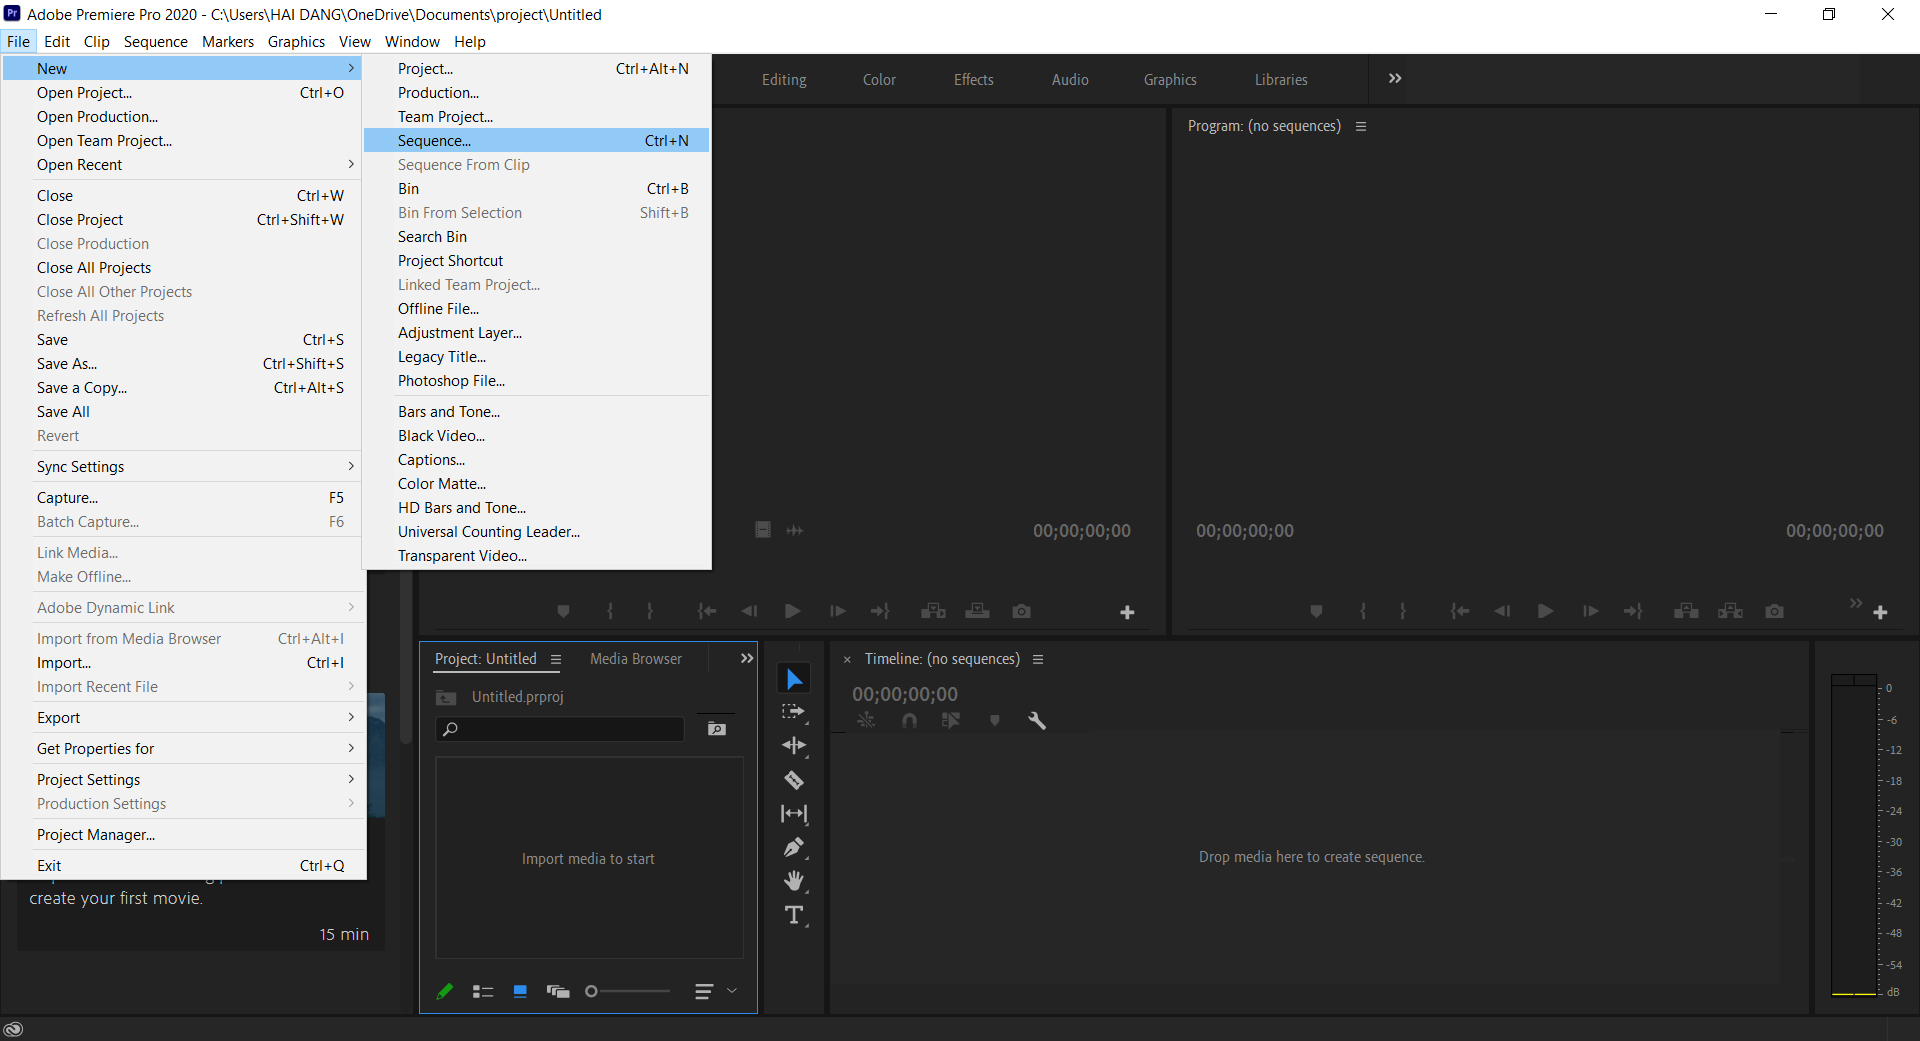 Adobe Premiere Pro 2020 - C:\Users\HAI DANG\OneDrive\Documents\project\Untitled
File Edit Clip Sequence Markers Graphics View Window Help
New
Open Project... Ctrl+O
Open Production...
Open Team Project...
Open Recent
Close Ctrl+W
Close Project Ctrl+Shift+W
Close Production
Close All Projects
Close All Other Projects
Refresh All Projects
Save Ctrl+S
Save As... Ctrl+Shift+S
Save a Copy... Ctrl+Alt+S
Save All
Revert
Sync Settings
Capture... F5
Batch Capture... F6
Link Media...
Make Offline...
Adobe Dynamic Link
Import from Media Browser Ctrl+Alt+I
Import... Ctrl+I
Import Recent File
Export
Get Properties for
Project Settings
Production Settings
Project Manager...
Exit Ctrl+Q
Project... Ctrl+Alt+N
Production...
Team Project...
Sequence... Ctrl+N
Sequence From Clip
Bin Ctrl+B
Bin From Selection Shift+B
Search Bin
Project Shortcut
Linked Team Project...
Offline File...
Adjustment Layer...
Legacy Title...
Photoshop File...
Bars and Tone...
Black Video...
Captions...
Color Matte...
HD Bars and Tone...
Universal Counting Leader...
Transparent Video...
Editing Color Effects Audio Graphics Libraries
Program: (no sequences)
00;00;00;00
00;00;00;00 00;00;00;00
create your first movie.
15 min
Project: Untitled Media Browser
Untitled.prproj
Import media to start
Timeline: (no sequences)
00;00;00;00
Drop media here to create sequence.
0
-6
-12
-18
-24
-30
-36
-42
-48
-54
dB